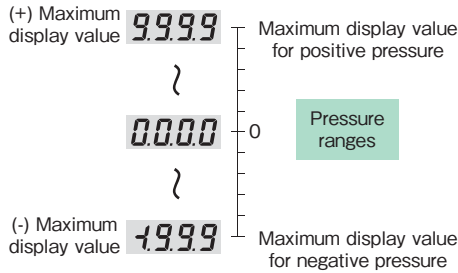 (+) Maximum
display value
9.9.9.9
Maximum display value
for positive pressure
0.0.0.0
0
Pressure
ranges
(-) Maximum
display value
-1.9.9.9
Maximum display value
for negative pressure